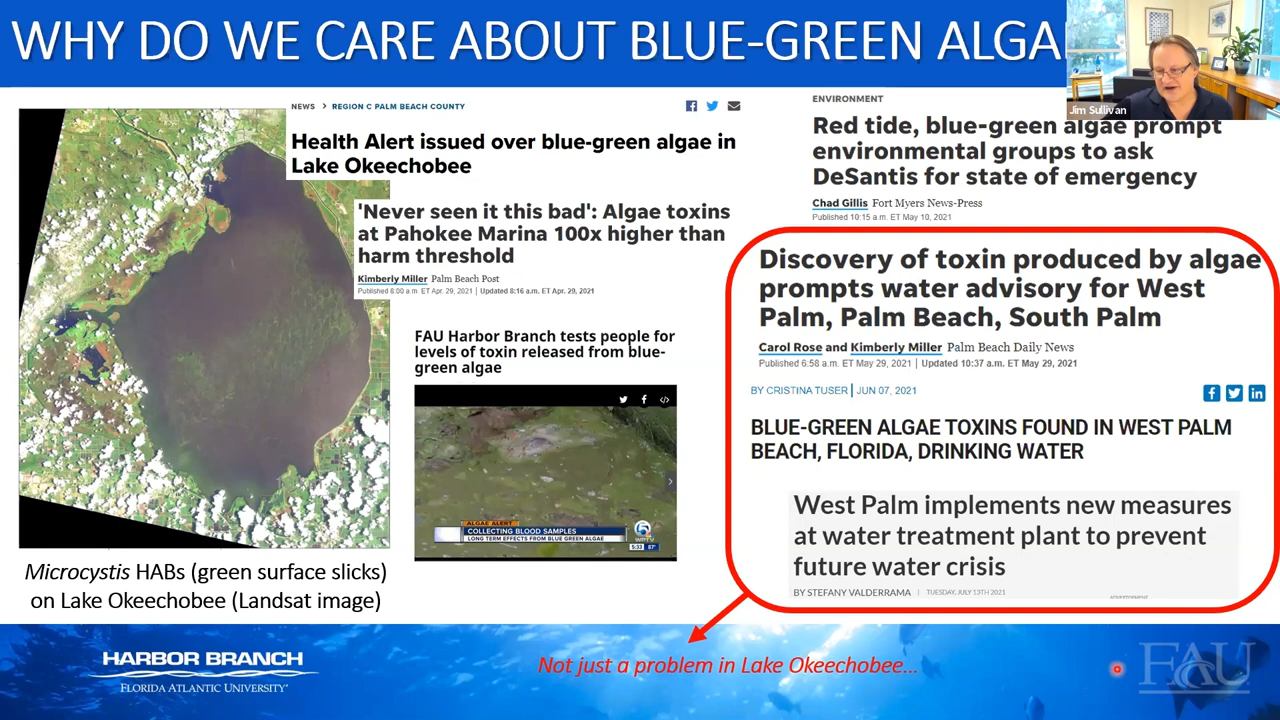 WHY DO WE CARE ABOUT BLUE-GREEN ALGA
Jim Sullivan
NEWS > REGION C PALM BEACH COUNTY
Health Alert issued over blue-green algae in
Lake Okeechobee
'Never seen it this bad': Algae toxins
at Pahokee Marina 100x higher than
harm threshold
Kimberly Miller Palm Beach Post
Published 8:00 a.m. ET Apr. 29, 2021 | Updated 8:16 a.m. ET Apr. 29, 2021
FAU Harbor Branch tests people for
levels of toxin released from blue-
green algae
ALGAE ALERT
COLLECTING BLOOD SAMPLES
LONG TERM EFFECTS FROM BLUE GREEN ALGAE
5
WPTV
5:33 87°
Microcystis HABs (green surface slicks)
on Lake Okeechobee (Landsat image)
ENVIRONMENT
Red tide, blue-green algae prompt
environmental groups to ask
DeSantis for state of emergency
Chad Gillis Fort Myers News-Press
Published 10:15 a.m. ET May 10, 2021
Discovery of toxin produced by algae
prompts water advisory for West
Palm, Palm Beach, South Palm
Carol Rose and Kimberly Miller Palm Beach Daily News
Published 6:58 a.m. ET May 29, 2021 | Updated 10:37 a.m. ET May 29, 2021
BY CRISTINA TUSER | JUN 07, 2021
BLUE-GREEN ALGAE TOXINS FOUND IN WEST PALM
BEACH, FLORIDA, DRINKING WATER
West Palm implements new measures
at water treatment plant to prevent
future water crisis
BY STEFANY VALDERRAMA | TUESDAY, JULY 13TH 2021
ADVERTISEMENT
Not just a problem in Lake Okeechobee...
HARBOR BRANCH
FLORIDA ATLANTIC UNIVERSITY
FAU